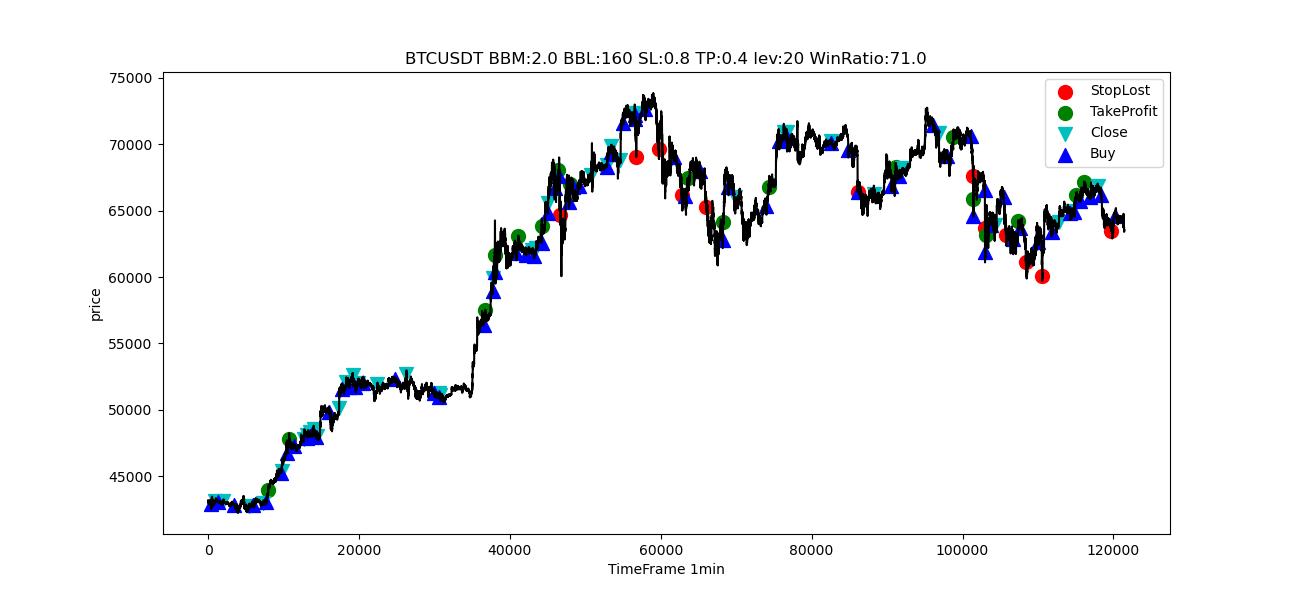 BTCUSDT BBM:2.0 BBL:160 SL:0.8 TP:0.4 lev:20 WinRatio:71.0
75000
70000
65000
60000
55000
50000
45000
price
StopLost
TakeProfit
Close
Buy
0 20000 40000 60000 80000 100000 120000
TimeFrame 1min